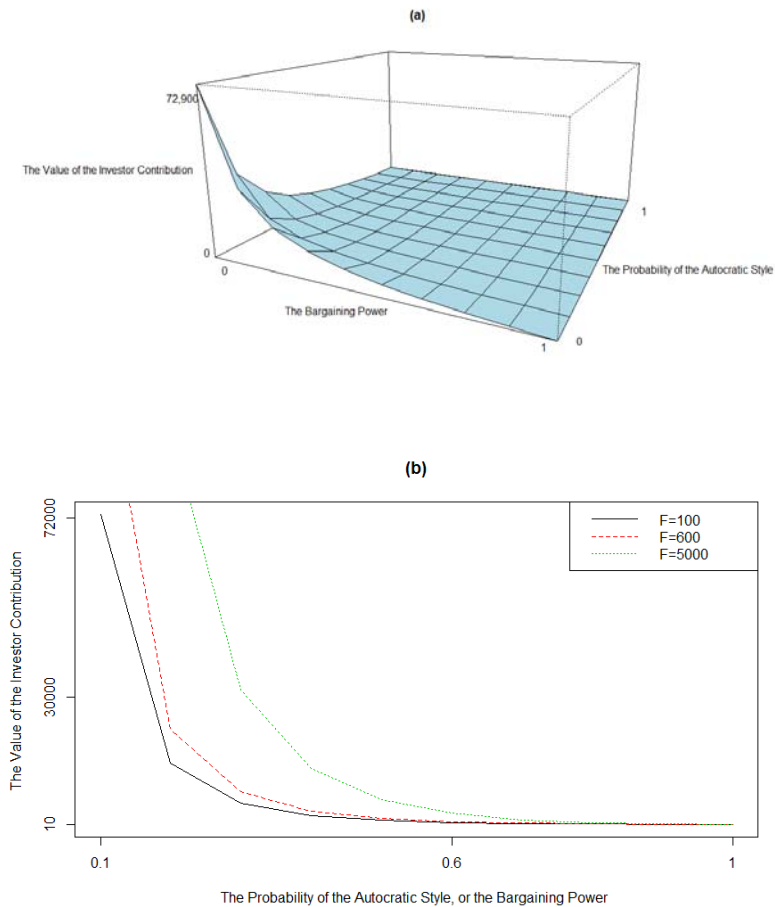 (a)
72,900
The Value of the Investor Contribution
0
0
The Bargaining Power
1
0
The Probability of the Autocratic Style
1
(b)
F=100
F=600
F=5000
72000
30000
10
The Value of the Investor Contribution
0.1
0.6
1
The Probability of the Autocratic Style, or the Bargaining Power